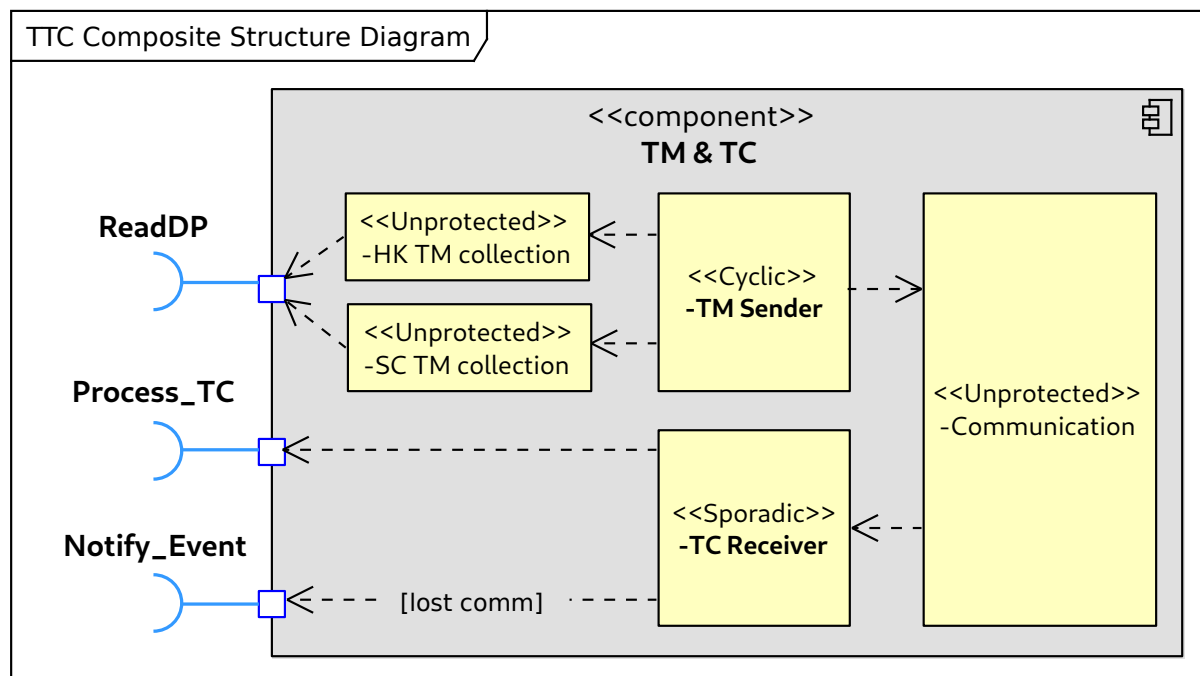 TTC Composite Structure Diagram
<<component>>
TM & TC
ReadDP
<<Unprotected>>
-HK TM collection
<<Unprotected>>
-SC TM collection
<<Cyclic>>
-TM Sender
Process_TC
<<Unprotected>>
-Communication
<<Sporadic>>
-TC Receiver
Notify_Event
[lost comm]